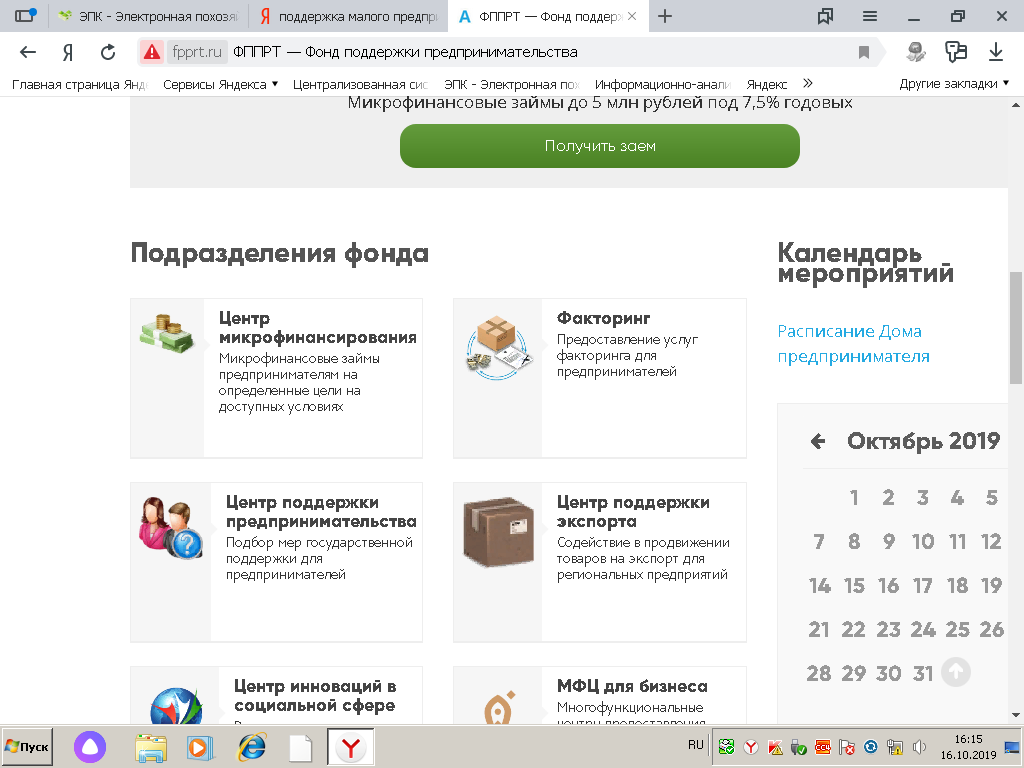 ЭПК - Электронная похозя
поддержка малого предпри
ФППРТ — Фонд поддерж
fpprt.ru ФППРТ — Фонд поддержки предпринимательства
Главная страница Янд
Сервисы Яндекса
Централизованная сис
ЭПК - Электронная пох
Информационно-анали
Яндекс
Другие закладки
Микрофинансовые займы до 5 млн рублей под 7,5% годовых
Получить заем
Подразделения фонда
Центр
микрофинансирования
Микрофинансовые займы
предпринимателям на
определенные цели на
доступных условиях
Факторинг
Предоставление услуг
факторинга для
предпринимателей
Центр поддержки
предпринимательства
Подбор мер государственной
поддержки для
предпринимателей
Центр поддержки
экспорта
Содействие в продвижении
товаров на экспорт для
региональных предприятий
Центр инноваций в
социальной сфере
МФЦ для бизнеса
Многофункциональные
центры предоставления
Календарь
мероприятий
Расписание Дома
предпринимателя
Октябрь 2019
1 2 3 4 5
7 8 9 10 11 12
14 15 16 17 18 19
21 22 23 24 25 26
28 29 30 31
Пуск
RU
16:15
16.10.2019